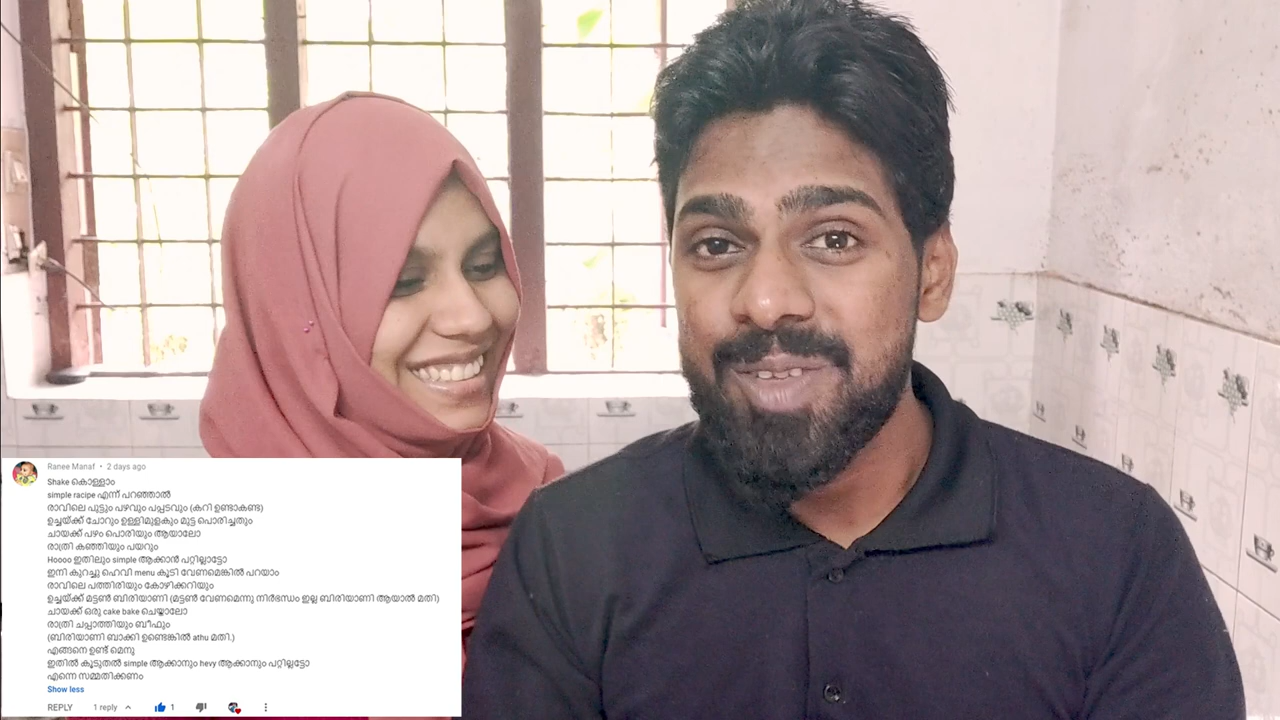 Ranee Manaf • 2 days ago
Shake കൊള്ളാം
simple racipe എന്ന് പറഞ്ഞാൽ
രാവിലെ പുട്ടും പഴവും പപ്പടവും (കറി ഉണ്ടാകണ്ട)
ഉച്ചയ്ക്ക് ചോറും ഉള്ളിമുളകും മുട്ട പൊരിച്ചതും
ചായക്ക് പഴം പൊരിയും ആയാലോ
രാത്രി കഞ്ഞിയും പയറും
Hoooo ഇതിലും simple ആക്കാൻ പറ്റില്ലാട്ടോ
ഇനി കുറച്ചു ഹെവി menu കൂടി വേണമെങ്കിൽ പറയാം
രാവിലെ പത്തിരിയും കോഴിക്കറിയും
ഉച്ചയ്ക്ക് മട്ടൺ ബിരിയാണി (മട്ടൺ വേണമെന്നു നിർഭന്ധം ഇല്ല ബിരിയാണി ആയാൽ മതി)
ചായക്ക് ഒരു cake bake ചെയ്യാലോ
രാത്രി ചപ്പാത്തിയും ബീഫും
(ബിരിയാണി ബാക്കി ഉണ്ടെങ്കിൽ athu മതി.)
എങ്ങനെ ഉണ്ട് മെനു
ഇതിൽ കൂടുതൽ simple ആക്കാനും hevy ആക്കാനും പറ്റില്ലട്ടോ
എന്നെ സമ്മതിക്കണം
Show less
REPLY 1 reply 1